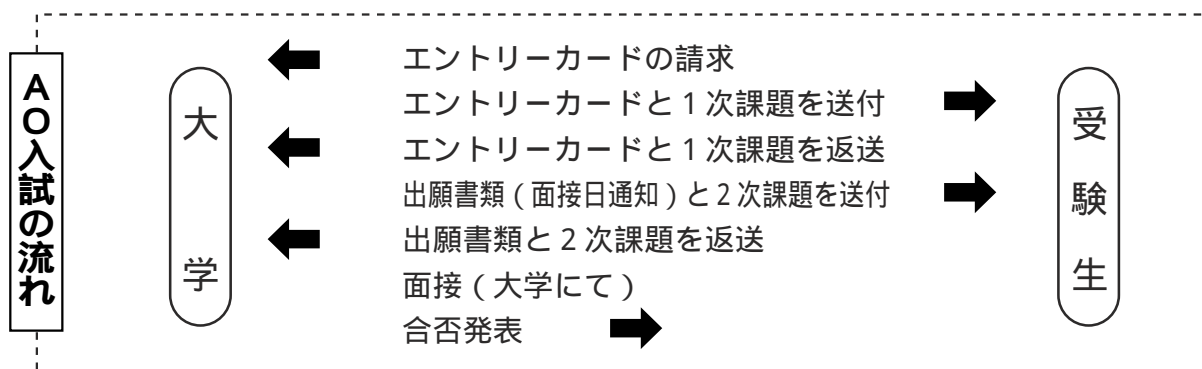 AO入試の流れ
大学
エントリーカードの請求
エントリーカードと1次課題を送付
エントリーカードと1次課題を返送
出願書類(面接日通知)と2次課題を送付
出願書類と2次課題を返送
面接(大学にて)
合否発表
受験生